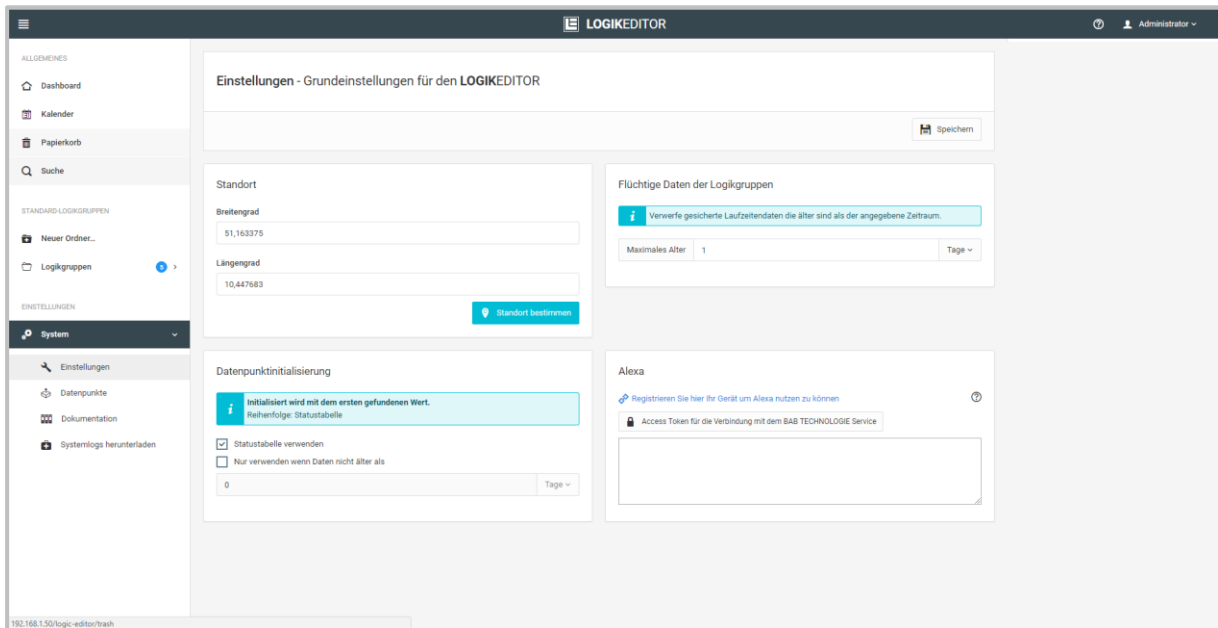 LOGIKEDITOR
Administrator
ALLGEMEINES
Dashboard
Kalender
Papierkorb
Suche
STANDARD-LOGIKGRUPPEN
Neuer Ordner...
Logikgruppen 5
EINSTELLUNGEN
System
Einstellungen
Datenpunkte
Dokumentation
Systemlogs herunterladen
Einstellungen - Grundeinstellungen für den LOGIKEDITOR
Speichern
Standort
Breitengrad
51,163375
Längengrad
10,447683
Standort bestimmen
Flüchtige Daten der Logikgruppen
Verwerfe gesicherte Laufzeitendaten die älter sind als der angegebene Zeitraum.
Maximales Alter 1 Tage
Datenpunktinitialisierung
Initialisiert wird mit dem ersten gefundenen Wert.
Reihenfolge: Statustabelle
Statustabelle verwenden
Nur verwenden wenn Daten nicht älter als
0 Tage
Alexa
Registrieren Sie hier Ihr Gerät um Alexa nutzen zu können
Access Token für die Verbindung mit dem BAB TECHNOLOGIE Service
192.168.1.50/logic-editor/trash